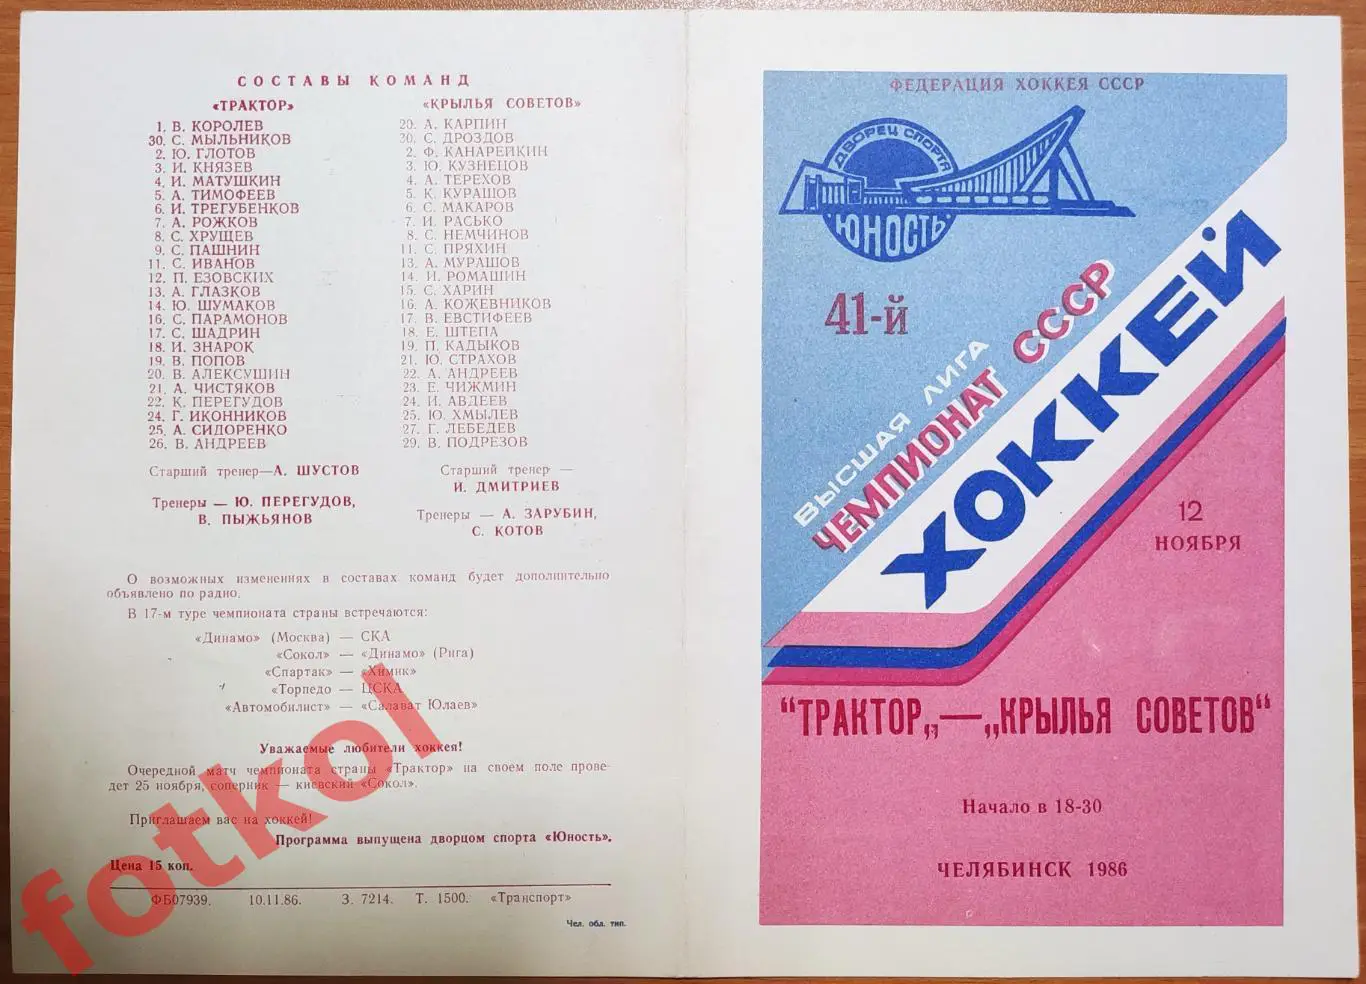 СОСТАВЫ КОМАНД
«ТРАКТОР»
1. В. КОРОЛЕВ
30. С. МЫЛЬНИКОВ
2. Ю. ГЛОТОВ
3. И. КНЯЗЕВ
4. И. МАТУШКИН
5. А. ТИМОФЕЕВ
6. И. ТРЕГУБЕНКОВ
7. А. РОЖКОВ
8. С. ХРУЩЕВ
9. С. ПАШНИН
11. С. ИВАНОВ
12. П. ЕЗОВСКИХ
13. А. ГЛАЗКОВ
14. Ю. ШУМАКОВ
16. С. ПАРАМОНОВ
17. С. ШАДРИН
18. И. ЗНАРОК
19. В. ПОПОВ
20. В. АЛЕКСУШИН
21. А. ЧИСТЯКОВ
22. К. ПЕРЕГУДОВ
24. Г. ИКОННИКОВ
25. А. СИДОРЕНКО
26. В. АНДРЕЕВ
Старший тренер—А. ШУСТОВ
Тренеры — Ю. ПЕРЕГУДОВ,
В. ПЫЖЬЯНОВ
«КРЫЛЬЯ СОВЕТОВ»
20. А. КАРПИН
30. С. ДРОЗДОВ
2. Ф. КАНАРЕЙКИН
3. Ю. КУЗНЕЦОВ
4. А. ТЕРЕХОВ
5. К. КУРАШОВ
6. С. МАКАРОВ
7. И. РАСЬКО
8. С. НЕМЧИНОВ
11. С. ПРЯХИН
13. А. МУРАШОВ
14. И. РОМАШИН
15. С. ХАРИН
16. А. КОЖЕВНИКОВ
17. В. ЕВСТИФЕЕВ
18. Е. ШТЕПА
19. П. КАДЫКОВ
21. Ю. СТРАХОВ
22. А. АНДРЕЕВ
23. Е. ЧИЖМИН
24. И. АВДЕЕВ
25. Ю. ХМЫЛЕВ
27. Г. ЛЕБЕДЕВ
29. В. ПОДРЕЗОВ
Старший тренер —
И. ДМИТРИЕВ
Тренеры — А. ЗАРУБИН,
С. КОТОВ
О возможных изменениях в составах команд будет дополнительно
объявлено по радио.
В 17-м туре чемпионата страны встречаются:
«Динамо» (Москва) — СКА
«Сокол» — «Динамо» (Рига)
«Спартак» — «Химик»
«Торпедо — ЦСКА
«Автомобилист» — «Салават Юлаев»
Уважаемые любители хоккея!
Очередной матч чемпионата страны «Трактор» на своем поле прове-
дет 25 ноября, соперник — киевский «Сокол».
Приглашаем вас на хоккей!
Программа выпущена дворцом спорта «Юность».
Цена 15 коп.
ФБ07939. 10.11.86. З. 7214. Т. 1500. «Транспорт»
Чел. обл. тип.
fotkol
ФЕДЕРАЦИЯ ХОККЕЯ СССР
ДВОРЕЦ СПОРТА
ЮНОСТЬ
41-й
ВЫСШАЯ ЛИГА
ЧЕМПИОНАТ СССР
ХОККЕЙ
12
НОЯБРЯ
"ТРАКТОР„—„КРЫЛЬЯ СОВЕТОВ"
Начало в 18-30
ЧЕЛЯБИНСК 1986